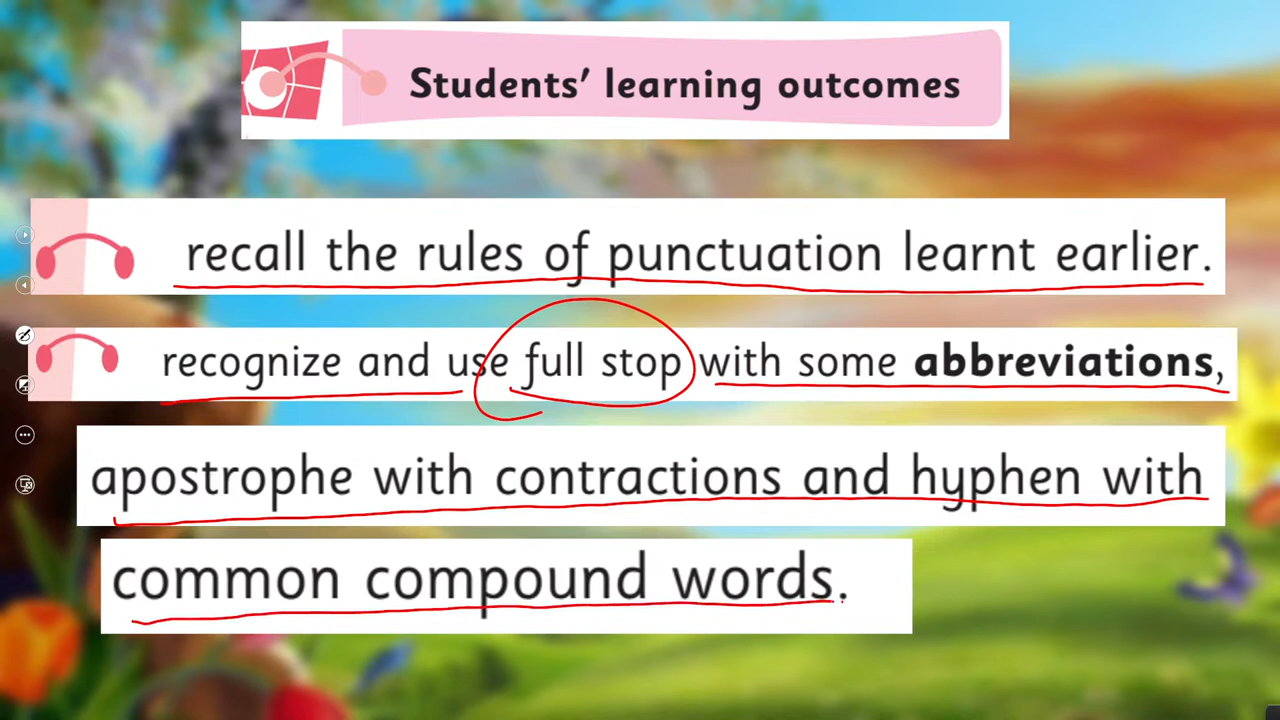 Students' learning outcomes
recall the rules of punctuation learnt earlier.
recognize and use full stop with some abbreviations,
apostrophe with contractions and hyphen with
common compound words.